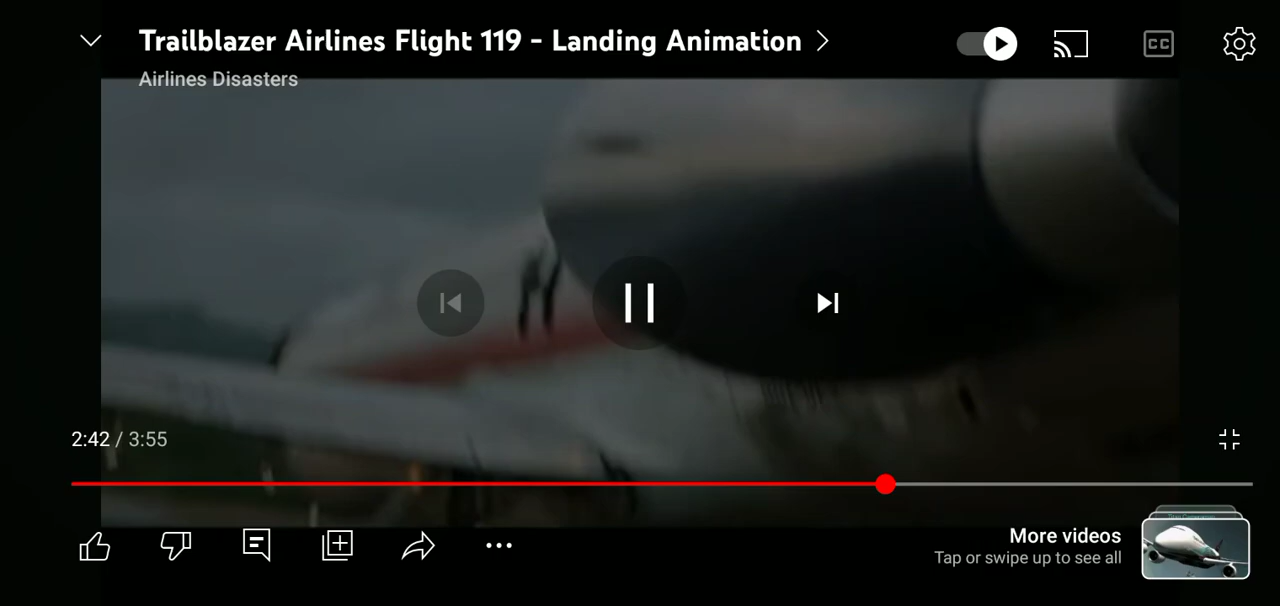 Trailblazer Airlines Flight 119 - Landing Animation
Airlines Disasters
CC
2:42 / 3:55
More videos
Tap or swipe up to see all